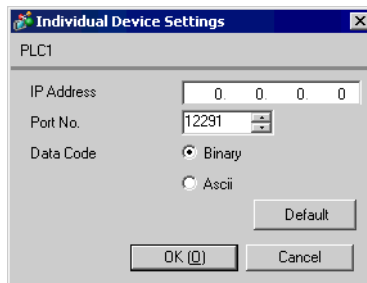 Individual Device Settings
PLC1
IP Address 0. 0. 0. 0
Port No. 12291
Data Code Binary
Ascii
Default
OK (O) Cancel